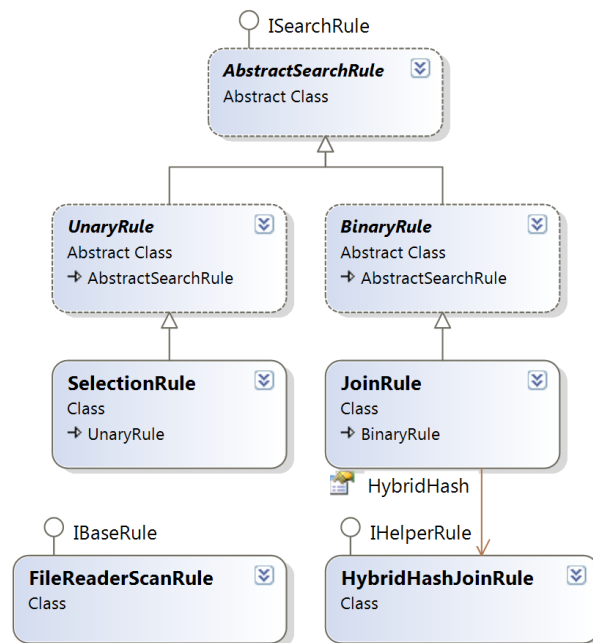 ISearchRule
AbstractSearchRule
Abstract Class
UnaryRule
Abstract Class
AbstractSearchRule
BinaryRule
Abstract Class
AbstractSearchRule
SelectionRule
Class
UnaryRule
JoinRule
Class
BinaryRule
HybridHash
IBaseRule
FileReaderScanRule
Class
IHelperRule
HybridHashJoinRule
Class